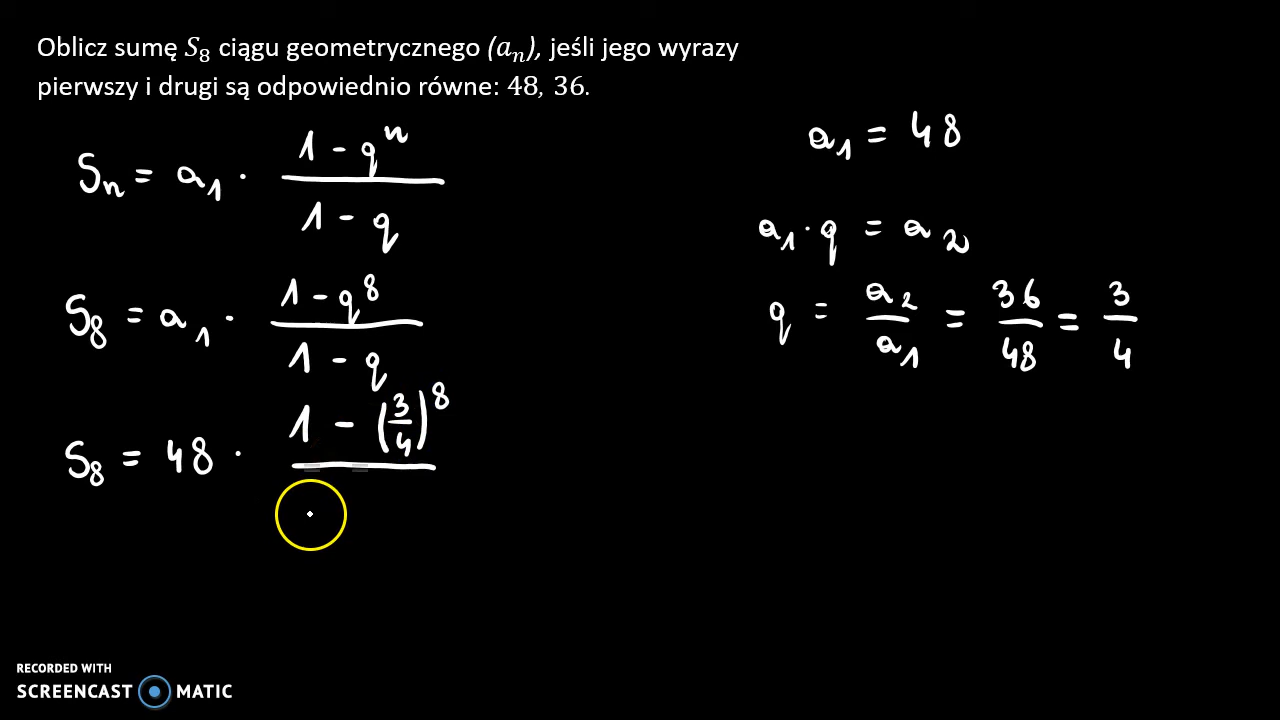 Oblicz sumę S₈ ciągu geometrycznego (aₙ), jeśli jego wyrazy
pierwszy i drugi są odpowiednio równe: 48, 36.
Sₙ = a₁ · (1 - qⁿ)/(1 - q)
S₈ = a₁ · (1 - q⁸)/(1 - q)
S₈ = 48 · (1 - (3/4)⁸)/
a₁ = 48
a₁ · q = a₂
q = a₂/a₁ = 36/48 = 3/4
RECORDED WITH
SCREENCAST MATIC